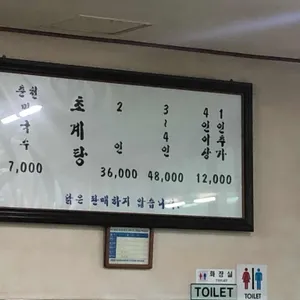 춘천
막국수
7,000
초계탕
2인
36,000
3~4인
48,000
4인이상
1인추가
12,000
닭은 판매하지 않습니다.
화장실
TOILET
TOILET